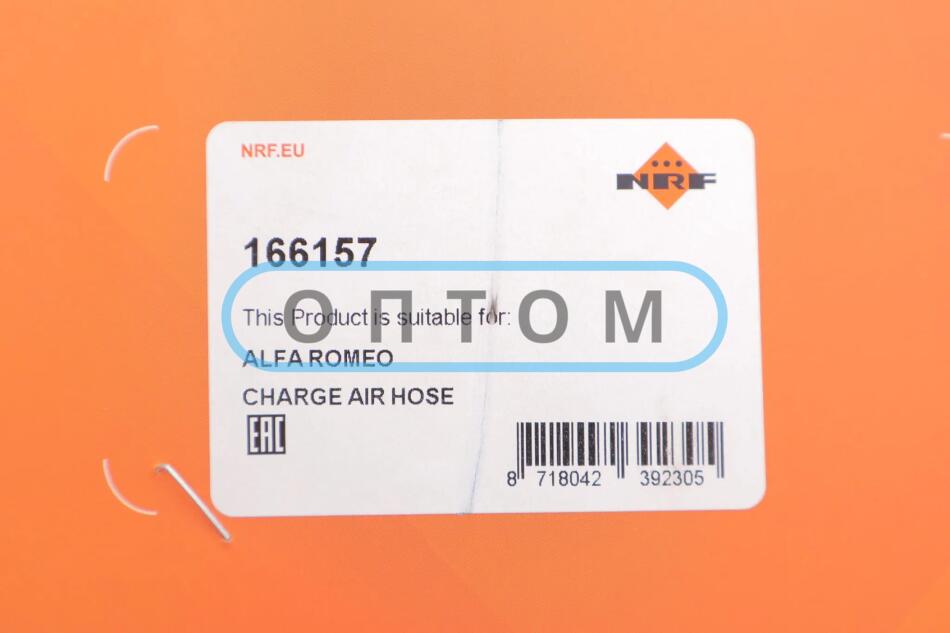 NRF.EU
NRF
166157
ОПТОМ
This Product is suitable for:
ALFA ROMEO
CHARGE AIR HOSE
EAC
8 718042 392305